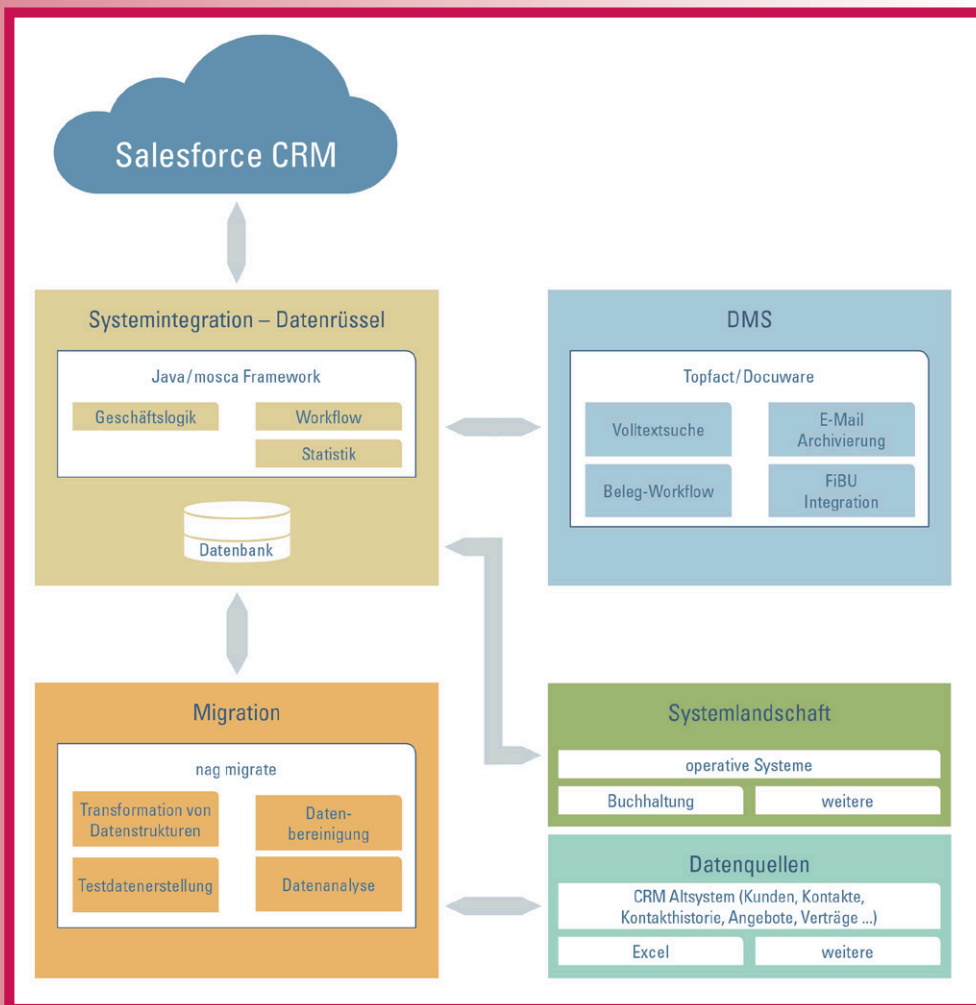 Salesforce CRM
Systemintegration – Datenrüssel
Java/mosca Framework
Geschäftslogik
Workflow
Statistik
Datenbank
DMS
Topfact/Docuware
Volltextsuche
E-Mail
Archivierung
Beleg-Workflow
FiBU
Integration
Migration
nag migrate
Transformation von
Datenstrukturen
Daten-
bereinigung
Testdatenerstellung
Datenanalyse
Systemlandschaft
operative Systeme
Buchhaltung
weitere
Datenquellen
CRM Altsystem (Kunden, Kontakte,
Kontakthistorie, Angebote, Verträge ...)
Excel
weitere